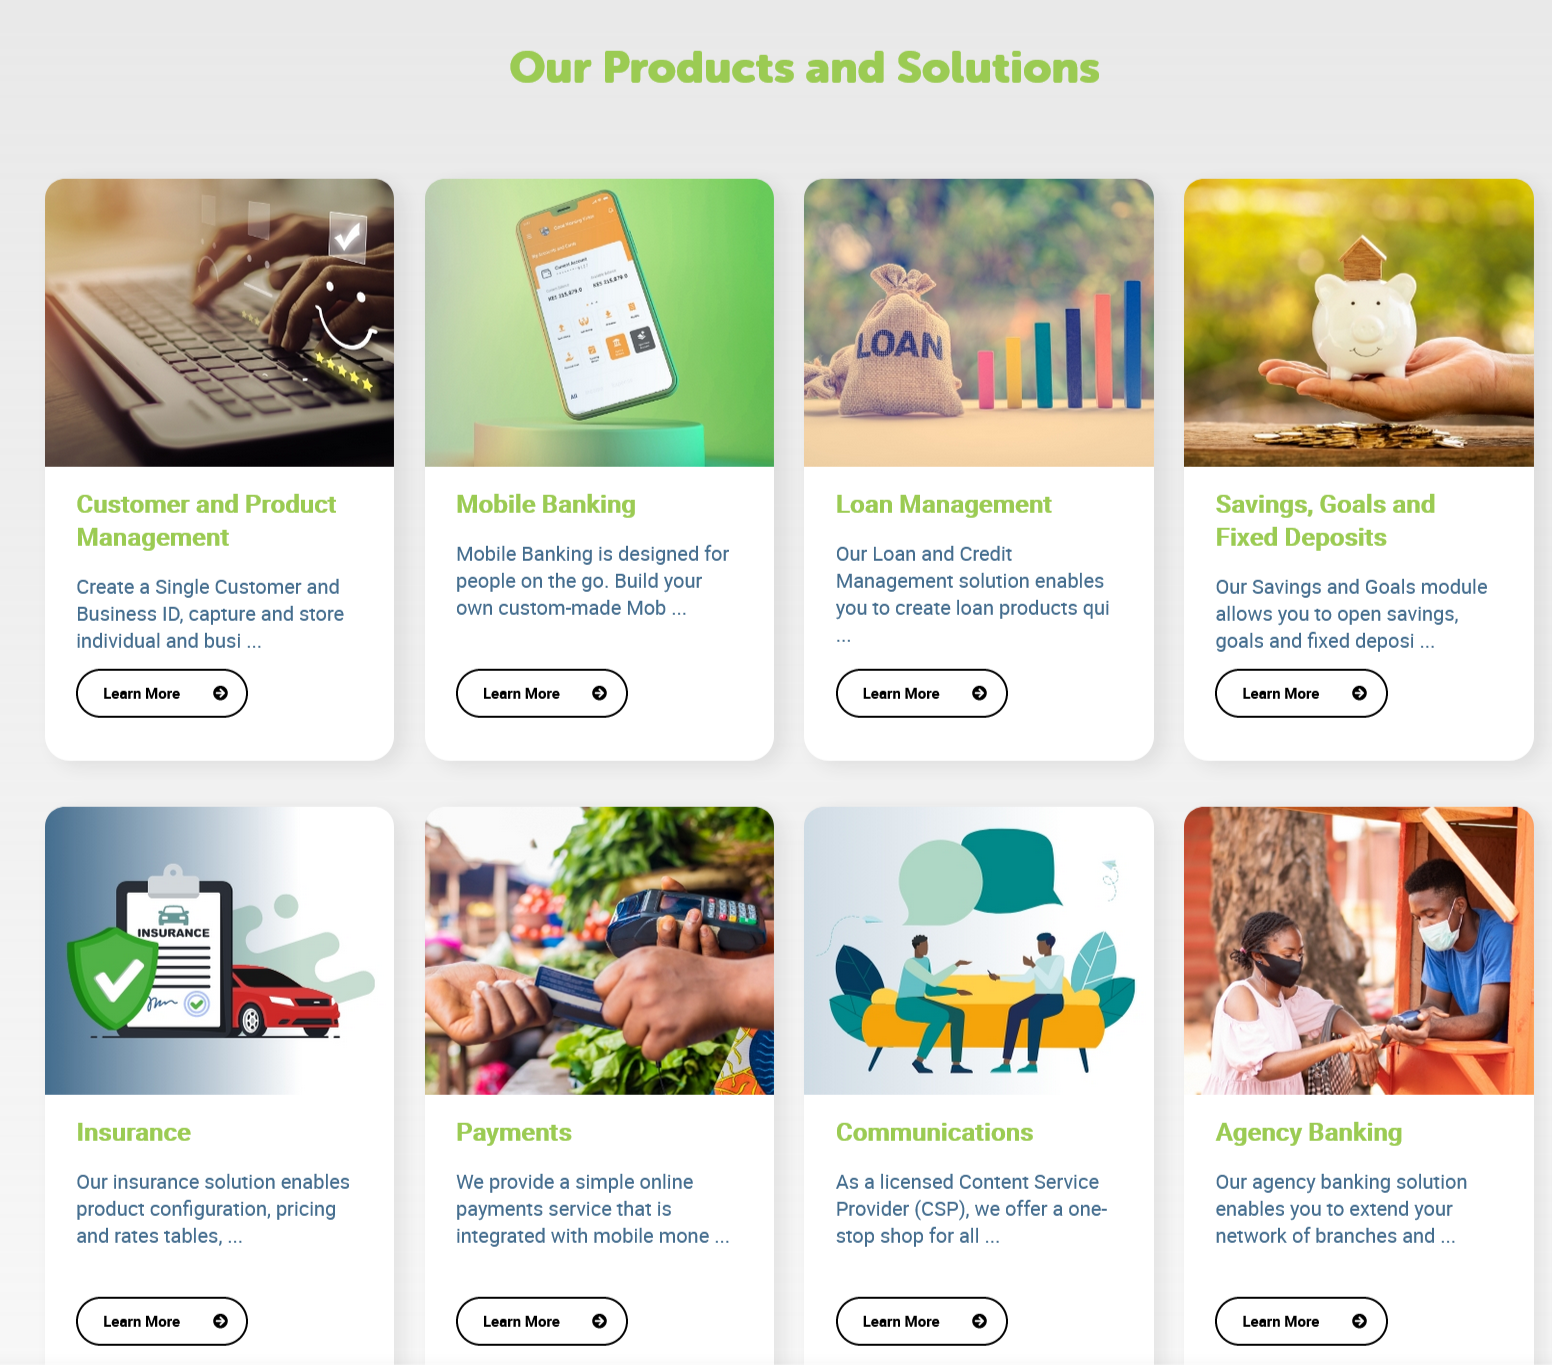 Our Products and Solutions
LOAN
Customer and Product
Management
Create a Single Customer and
Business ID, capture and store
individual and busi ...
Learn More
Mobile Banking
Mobile Banking is designed for
people on the go. Build your
own custom-made Mob ...
Learn More
Loan Management
Our Loan and Credit
Management solution enables
you to create loan products qui
...
Learn More
Savings, Goals and
Fixed Deposits
Our Savings and Goals module
allows you to open savings,
goals and fixed deposi ...
Learn More
INSURANCE
Insurance
Our insurance solution enables
product configuration, pricing
and rates tables, ...
Learn More
Payments
We provide a simple online
payments service that is
integrated with mobile mone ...
Learn More
Communications
As a licensed Content Service
Provider (CSP), we offer a one-
stop shop for all ...
Learn More
Agency Banking
Our agency banking solution
enables you to extend your
network of branches and ...
Learn More